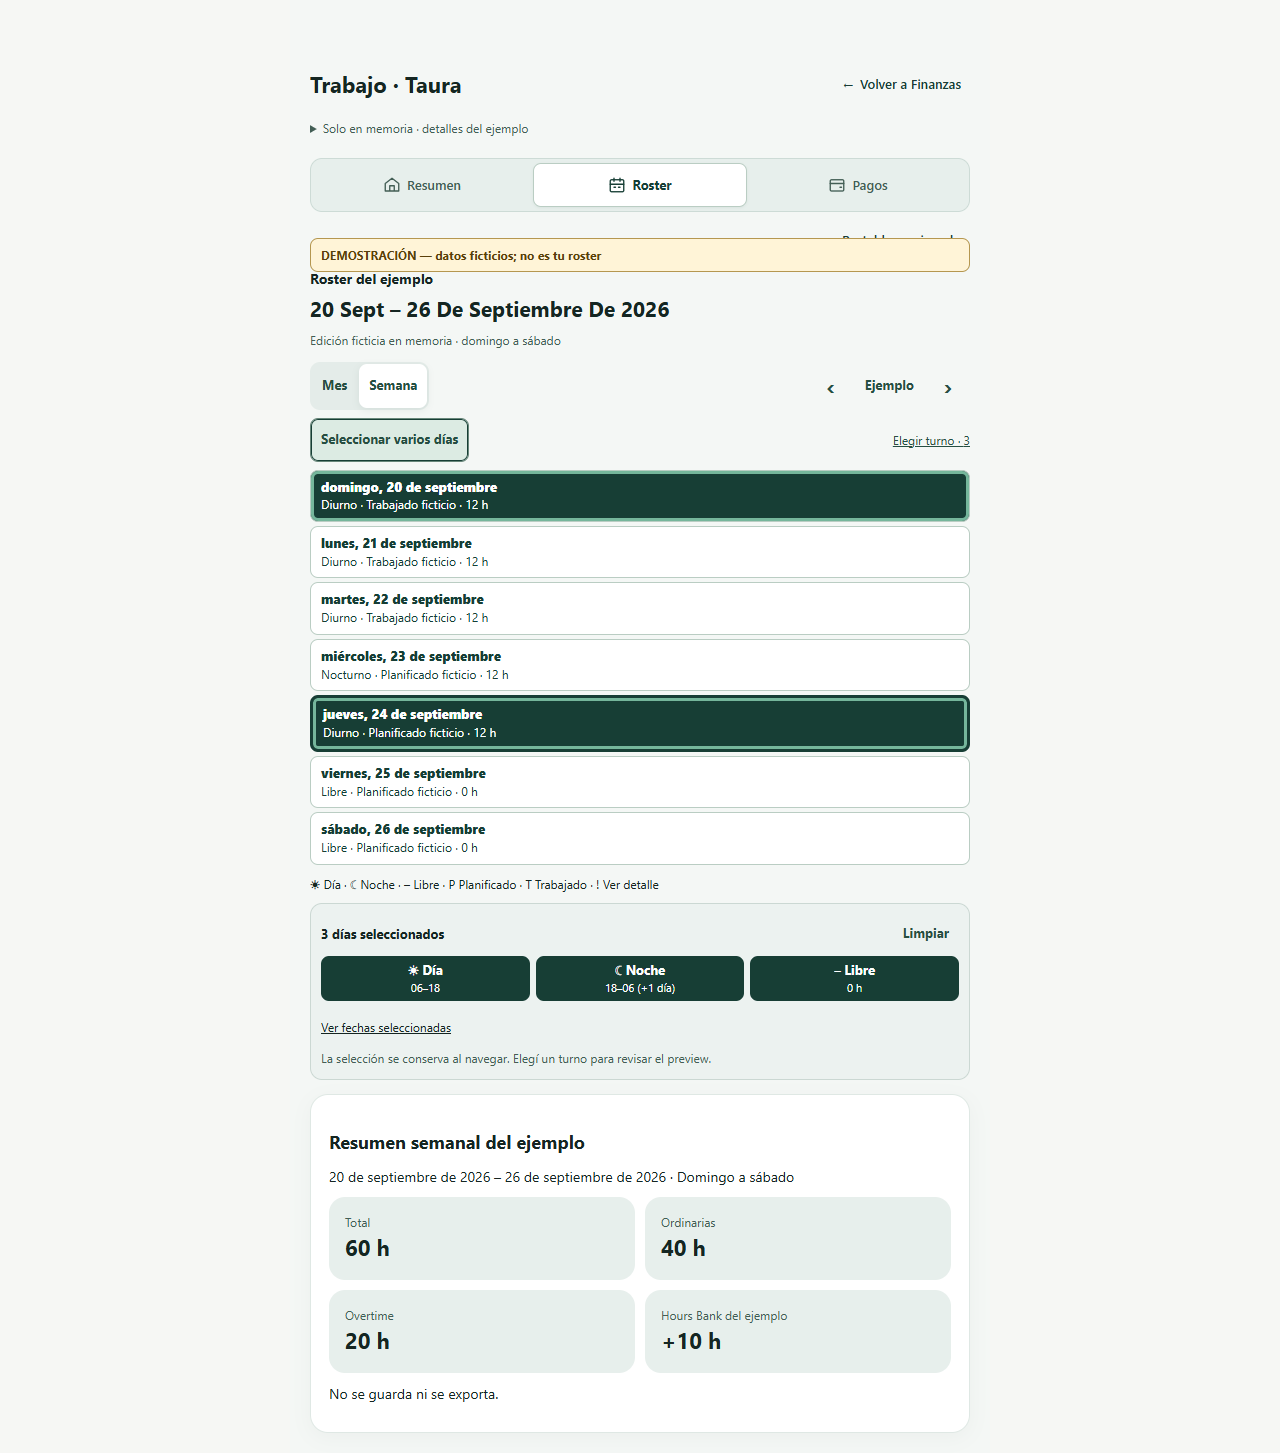 Trabajo · Taura
← Volver a Finanzas
▶ Solo en memoria · detalles del ejemplo
Resumen
Roster
Pagos
DEMOSTRACIÓN — datos ficticios; no es tu roster
Roster del ejemplo
20 Sept – 26 De Septiembre De 2026
Edición ficticia en memoria · domingo a sábado
Mes
Semana
‹
Ejemplo
›
Seleccionar varios días
Elegir turno · 3
domingo, 20 de septiembre
Diurno · Trabajado ficticio · 12 h
lunes, 21 de septiembre
Diurno · Trabajado ficticio · 12 h
martes, 22 de septiembre
Diurno · Trabajado ficticio · 12 h
miércoles, 23 de septiembre
Nocturno · Planificado ficticio · 12 h
jueves, 24 de septiembre
Diurno · Planificado ficticio · 12 h
viernes, 25 de septiembre
Libre · Planificado ficticio · 0 h
sábado, 26 de septiembre
Libre · Planificado ficticio · 0 h
☀ Día · ☾ Noche · – Libre · P Planificado · T Trabajado · ! Ver detalle
3 días seleccionados
Limpiar
☀ Día
06–18
☾ Noche
18–06 (+1 día)
– Libre
0 h
Ver fechas seleccionadas
La selección se conserva al navegar. Elegí un turno para revisar el preview.
Resumen semanal del ejemplo
20 de septiembre de 2026 – 26 de septiembre de 2026 · Domingo a sábado
Total
60 h
Ordinarias
40 h
Overtime
20 h
Hours Bank del ejemplo
+10 h
No se guarda ni se exporta.